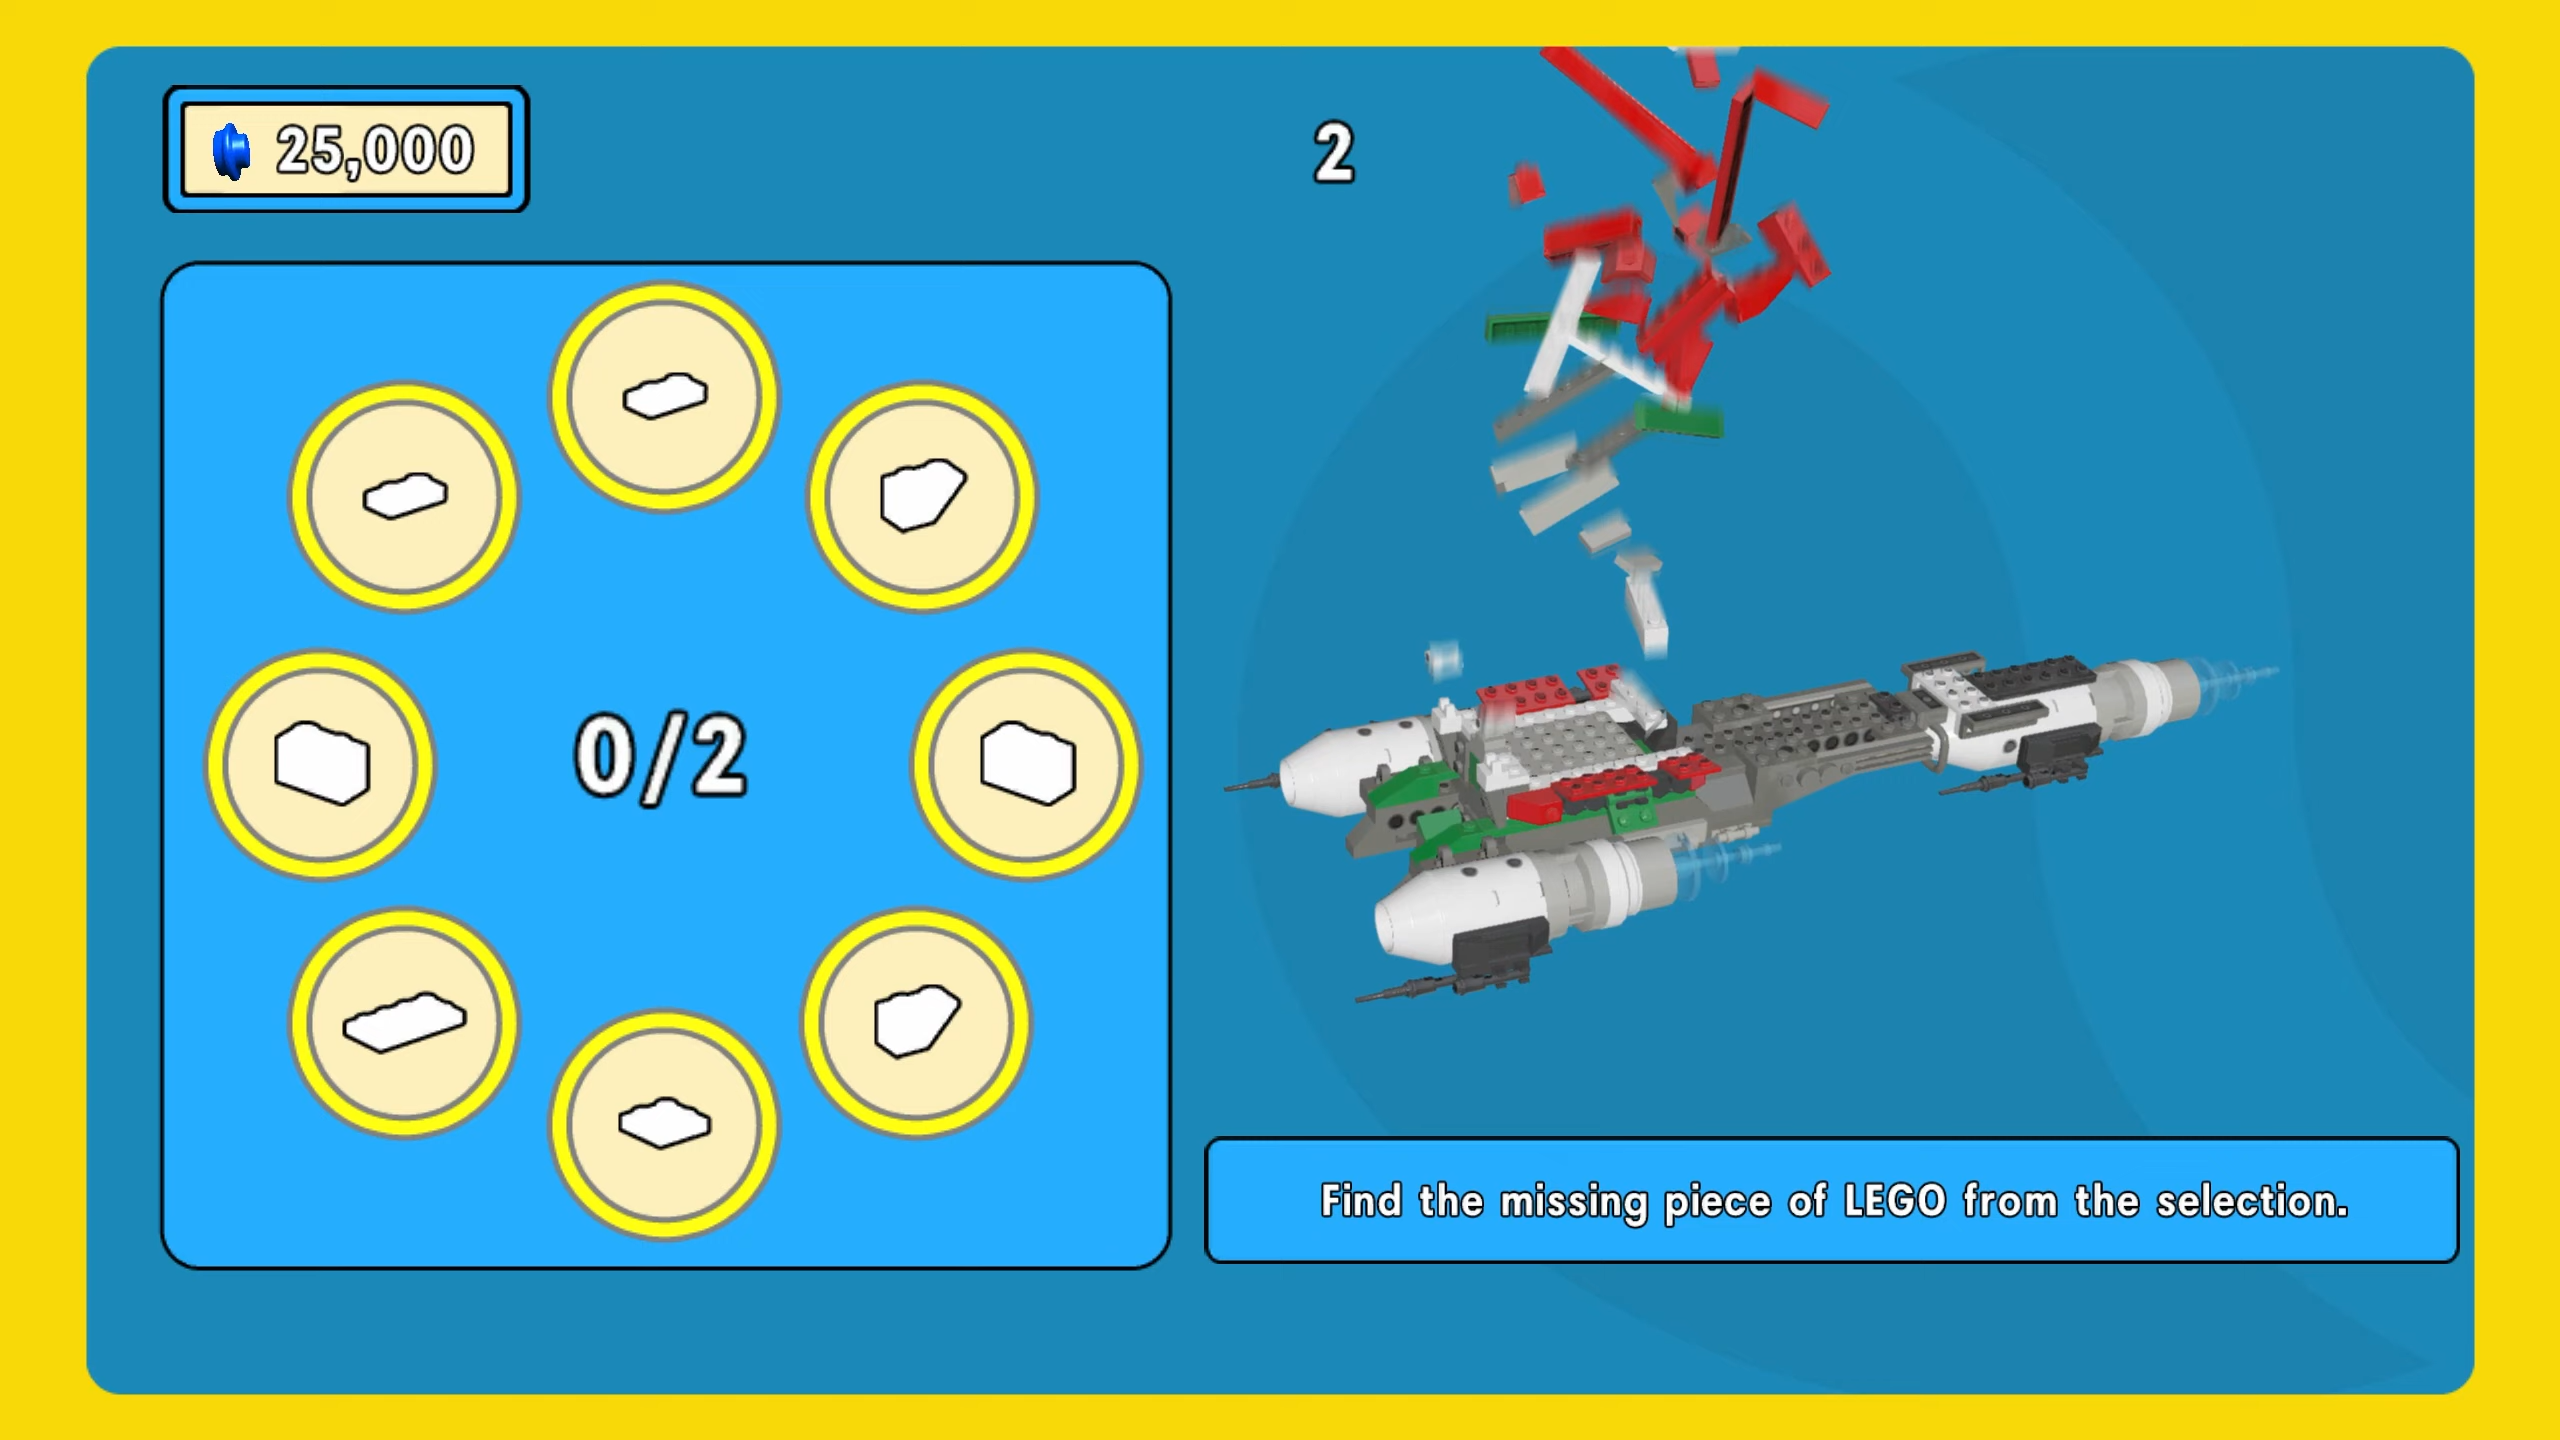 25,000
2
0/2
Find the missing piece of LEGO from the selection.